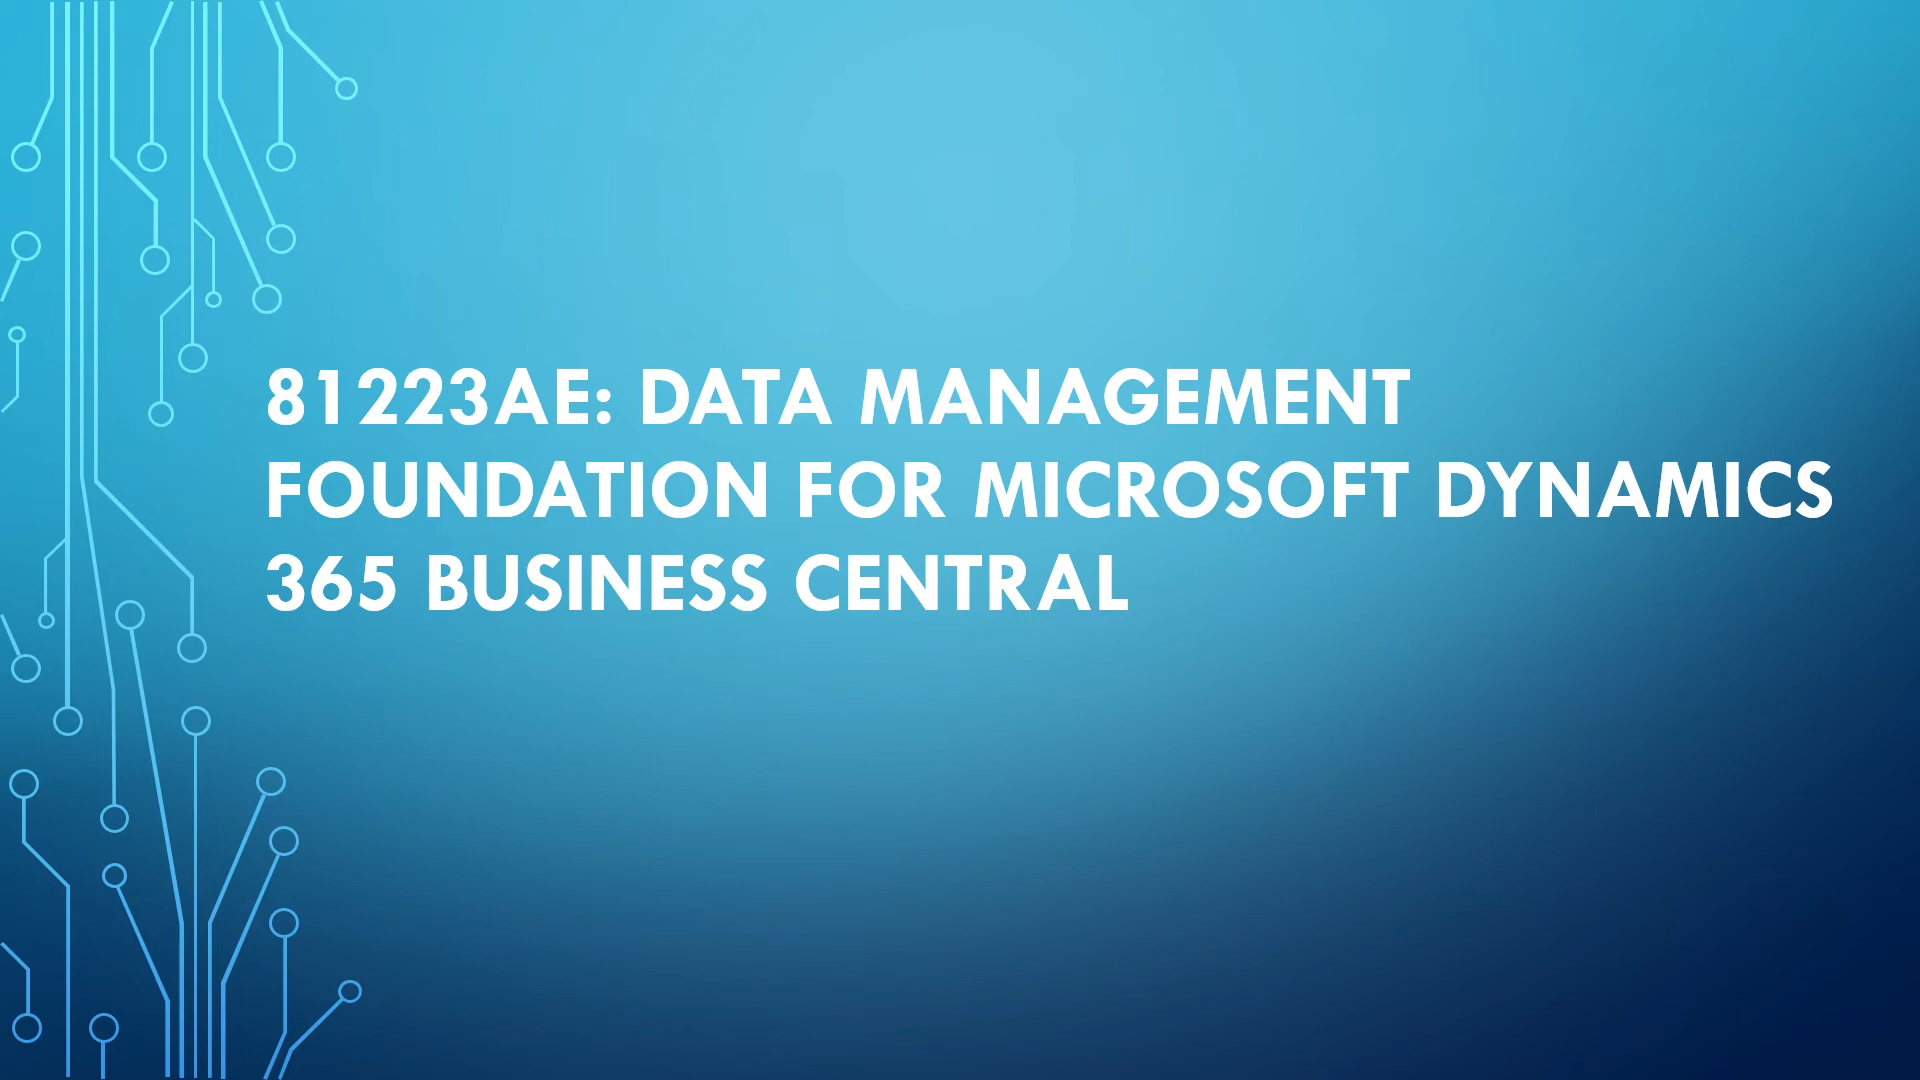 81223AE: DATA MANAGEMENT
FOUNDATION FOR MICROSOFT DYNAMICS
365 BUSINESS CENTRAL